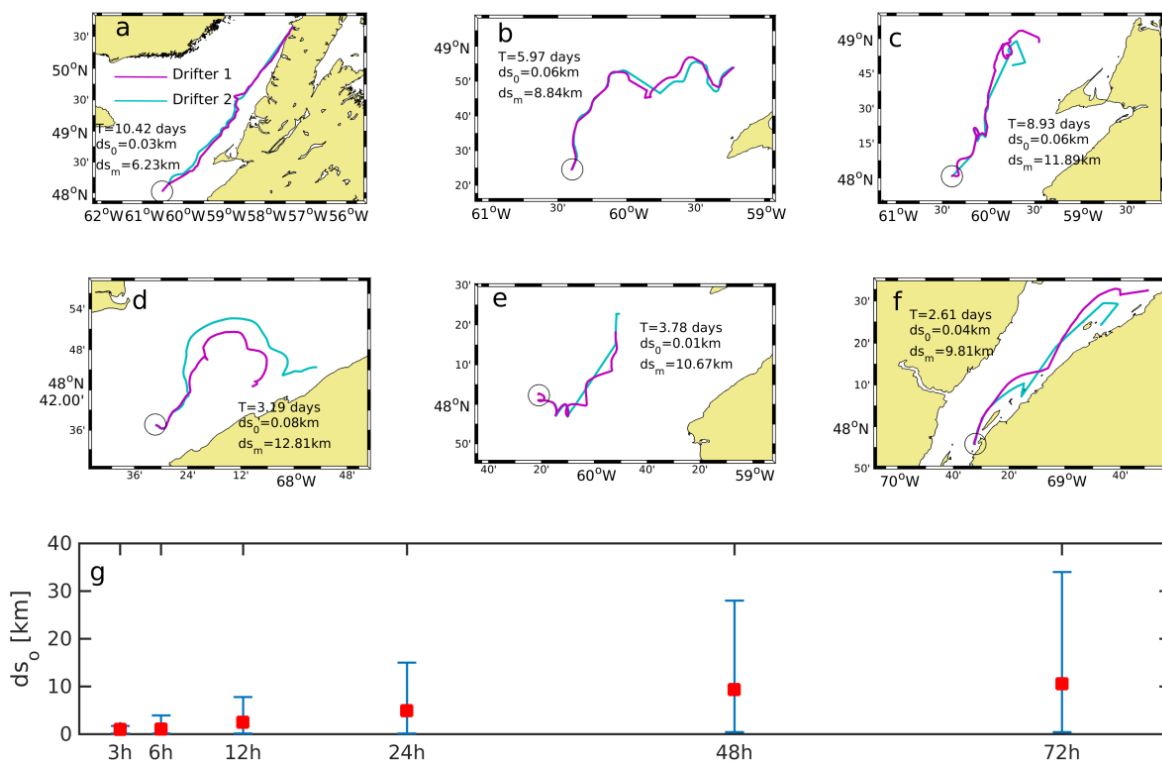 a
30'
50°N
30'
49°N
30'
48°N
Drifter 1
Drifter 2
T=10.42 days
ds0=0.03km
dsm=6.23km
62°W 61°W 60°W 59°W 58°W 57°W 56°W
b
T=5.97 days
ds0=0.06km
dsm=8.84km
49°N
50'
40'
30'
20'
61°W 30' 60°W 30' 59°W
c
49°N
45'
30'
15'
48°N
T=8.93 days
ds0=0.06km
dsm=11.89km
61°W 30' 60°W 30' 59°W 30'
d
54'
48'
48°N
42.00'
36'
T=3.19 days
ds0=0.08km
dsm=12.81km
36' 24' 12' 68°W 48'
e
30'
20'
10'
48°N
50'
T=3.78 days
ds0=0.01km
dsm=10.67km
40' 20' 60°W 40' 20' 59°W
f
T=2.61 days
ds0=0.04km
dsm=9.81km
30'
20'
10'
48°N
50'
70°W 40' 20' 69°W 40'
g
40
30
20
10
0
dso [km]
3h 6h 12h 24h 48h 72h